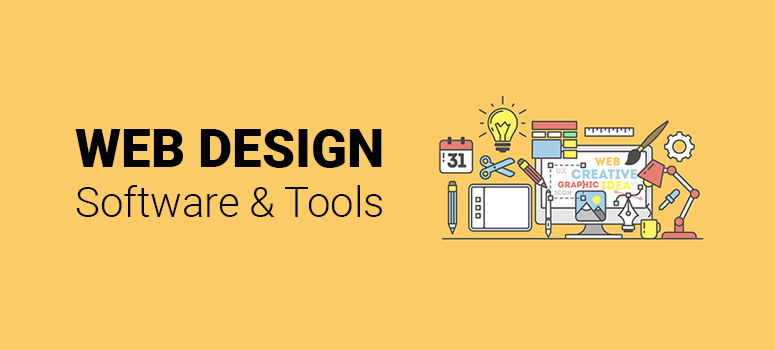 WEB DESIGN
Software & Tools
31
UX
WEB
CREATIVE
GRAPHIC IDEA
ICON